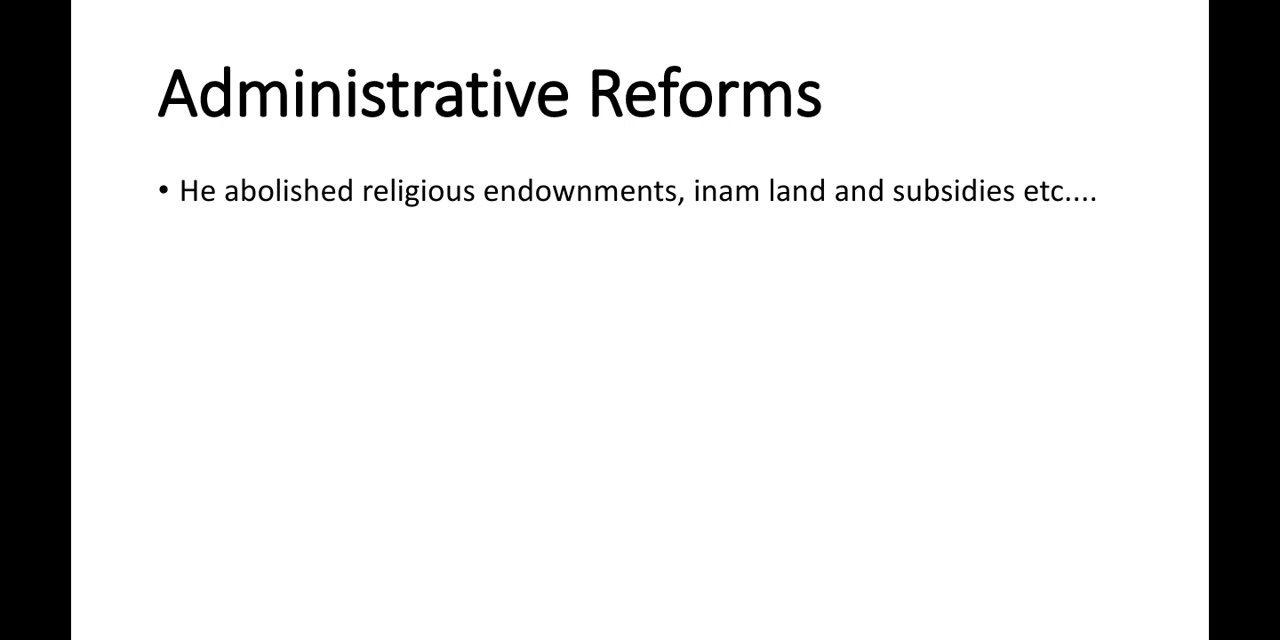 Administrative Reforms
• He abolished religious endownments, inam land and subsidies etc....